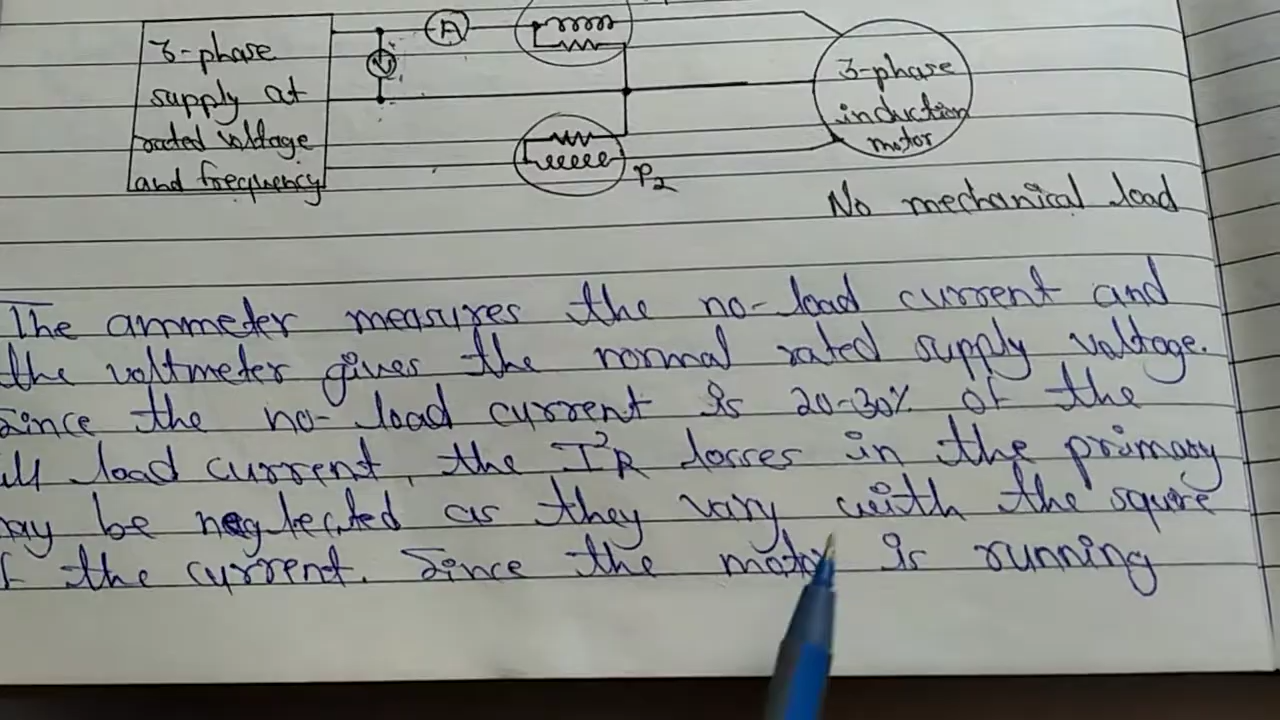 A
3-phase
supply at
rated voltage
and frequency
V
3-phase
induction
motor
P2
No mechanical load
The ammeter measures the no-load current and
the voltmeter gives the normal rated supply voltage.
Since the no-load current is 20-30% of the
ll load current, the I²R losses in the primary
ay be neglected as they vary with the squire
the current. Since the motor is running